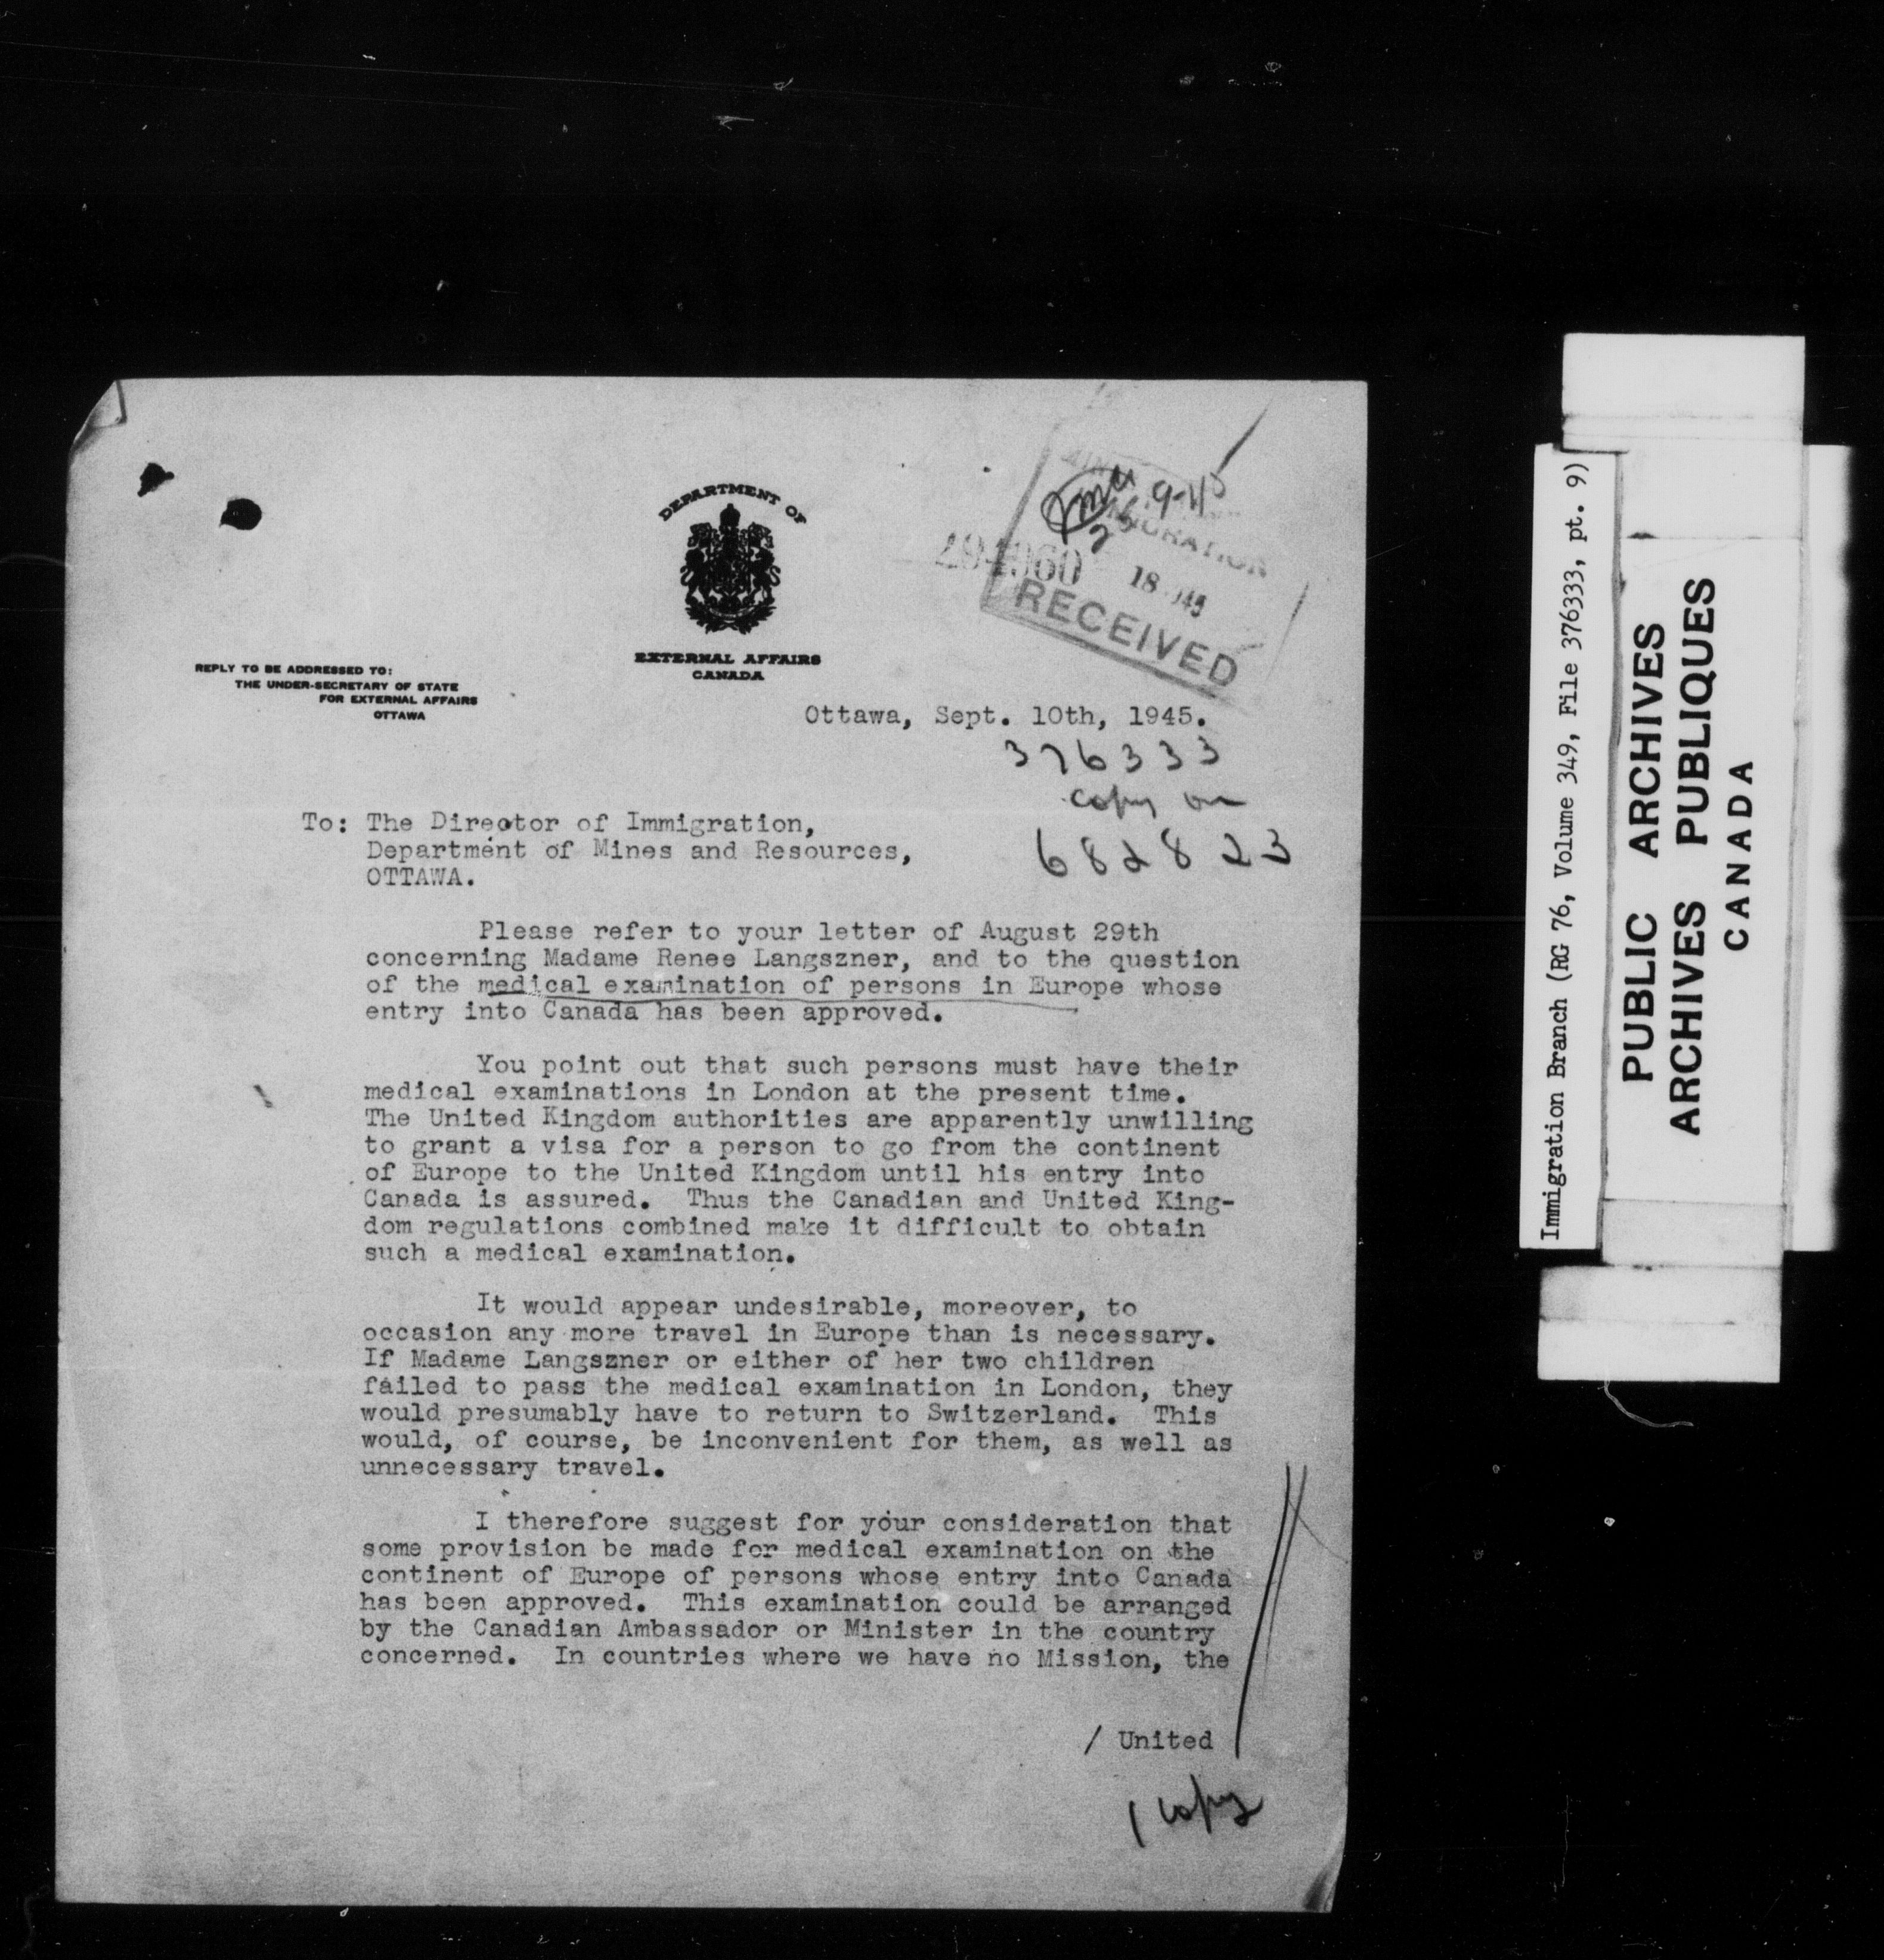 DEPARTMENT OF
EXTERNAL AFFAIRS
CANADA
REPLY TO BE ADDRESSED TO:
THE UNDER-SECRETARY OF STATE
FOR EXTERNAL AFFAIRS
OTTAWA
IMMIGRATION
18
RECEIVED
Ottawa, Sept. 10th, 1945.
376333
copy on
682823
To: The Director of Immigration,
Department of Mines and Resources,
OTTAWA.
Please refer to your letter of August 29th
concerning Madame Renee Langszner, and to the question
of the medical examination of persons in Europe whose
entry into Canada has been approved.
You point out that such persons must have their
medical examinations in London at the present time.
The United Kingdom authorities are apparently unwilling
to grant a visa for a person to go from the continent
of Europe to the United Kingdom until his entry into
Canada is assured. Thus the Canadian and United King-
dom regulations combined make it difficult to obtain
such a medical examination.
It would appear undesirable, moreover, to
occasion any more travel in Europe than is necessary.
If Madame Langszner or either of her two children
failed to pass the medical examination in London, they
would presumably have to return to Switzerland. This
would, of course, be inconvenient for them, as well as
unnecessary travel.
I therefore suggest for your consideration that
some provision be made for medical examination on the
continent of Europe of persons whose entry into Canada
has been approved. This examination could be arranged
by the Canadian Ambassador or Minister in the country
concerned. In countries where we have no Mission, the
/ United
1 copy
Immigration Branch (RG 76, Volume 349, File 376333, pt. 9)
PUBLIC ARCHIVES
ARCHIVES PUBLIQUES
CANADA